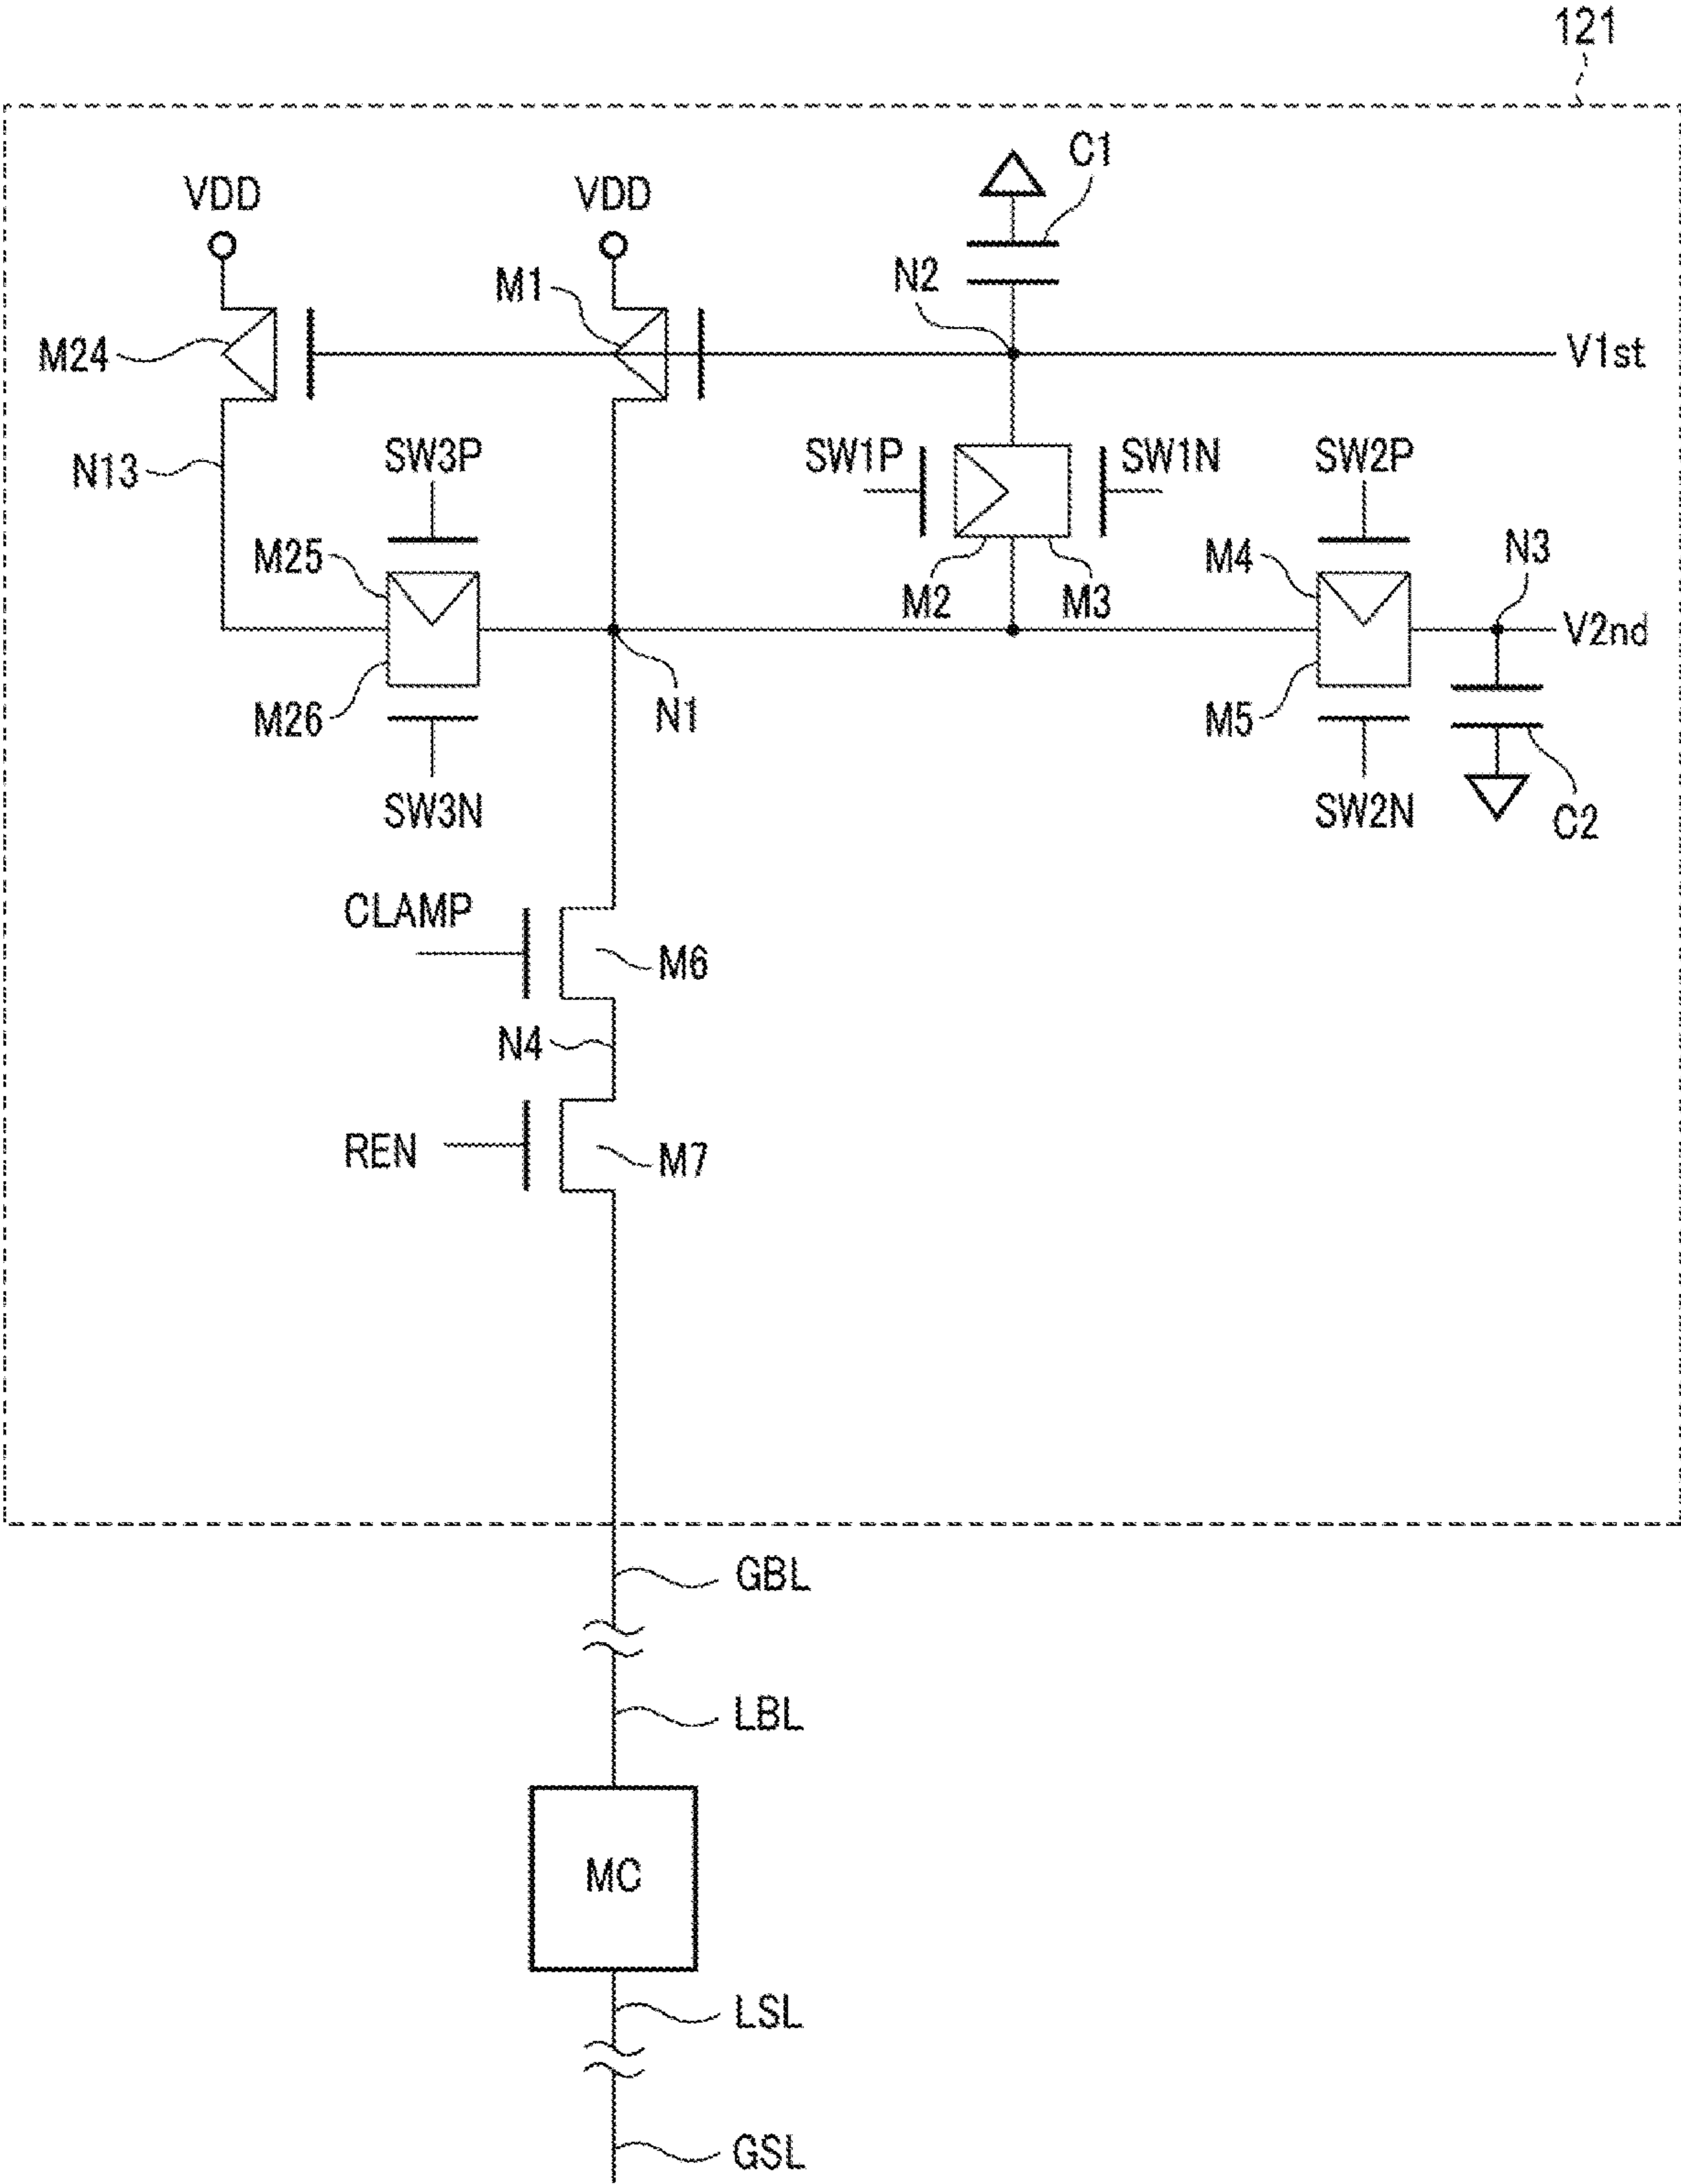 121
C1
VDD
VDD
N2
M1
M24
V1st
N13
SW3P
SW1P
SW1N
SW2P
M25
M2
M3
M4
N3
V2nd
M26
N1
M5
SW3N
SW2N
C2
CLAMP
M6
N4
REN
M7
GBL
LBL
MC
LSL
GSL